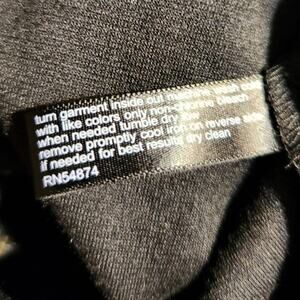 turn garment inside out machine wash cold
with like colors only non-chlorine bleach
when needed tumble dry low
remove promptly cool iron on reverse side
if needed for best results dry clean
RN54874